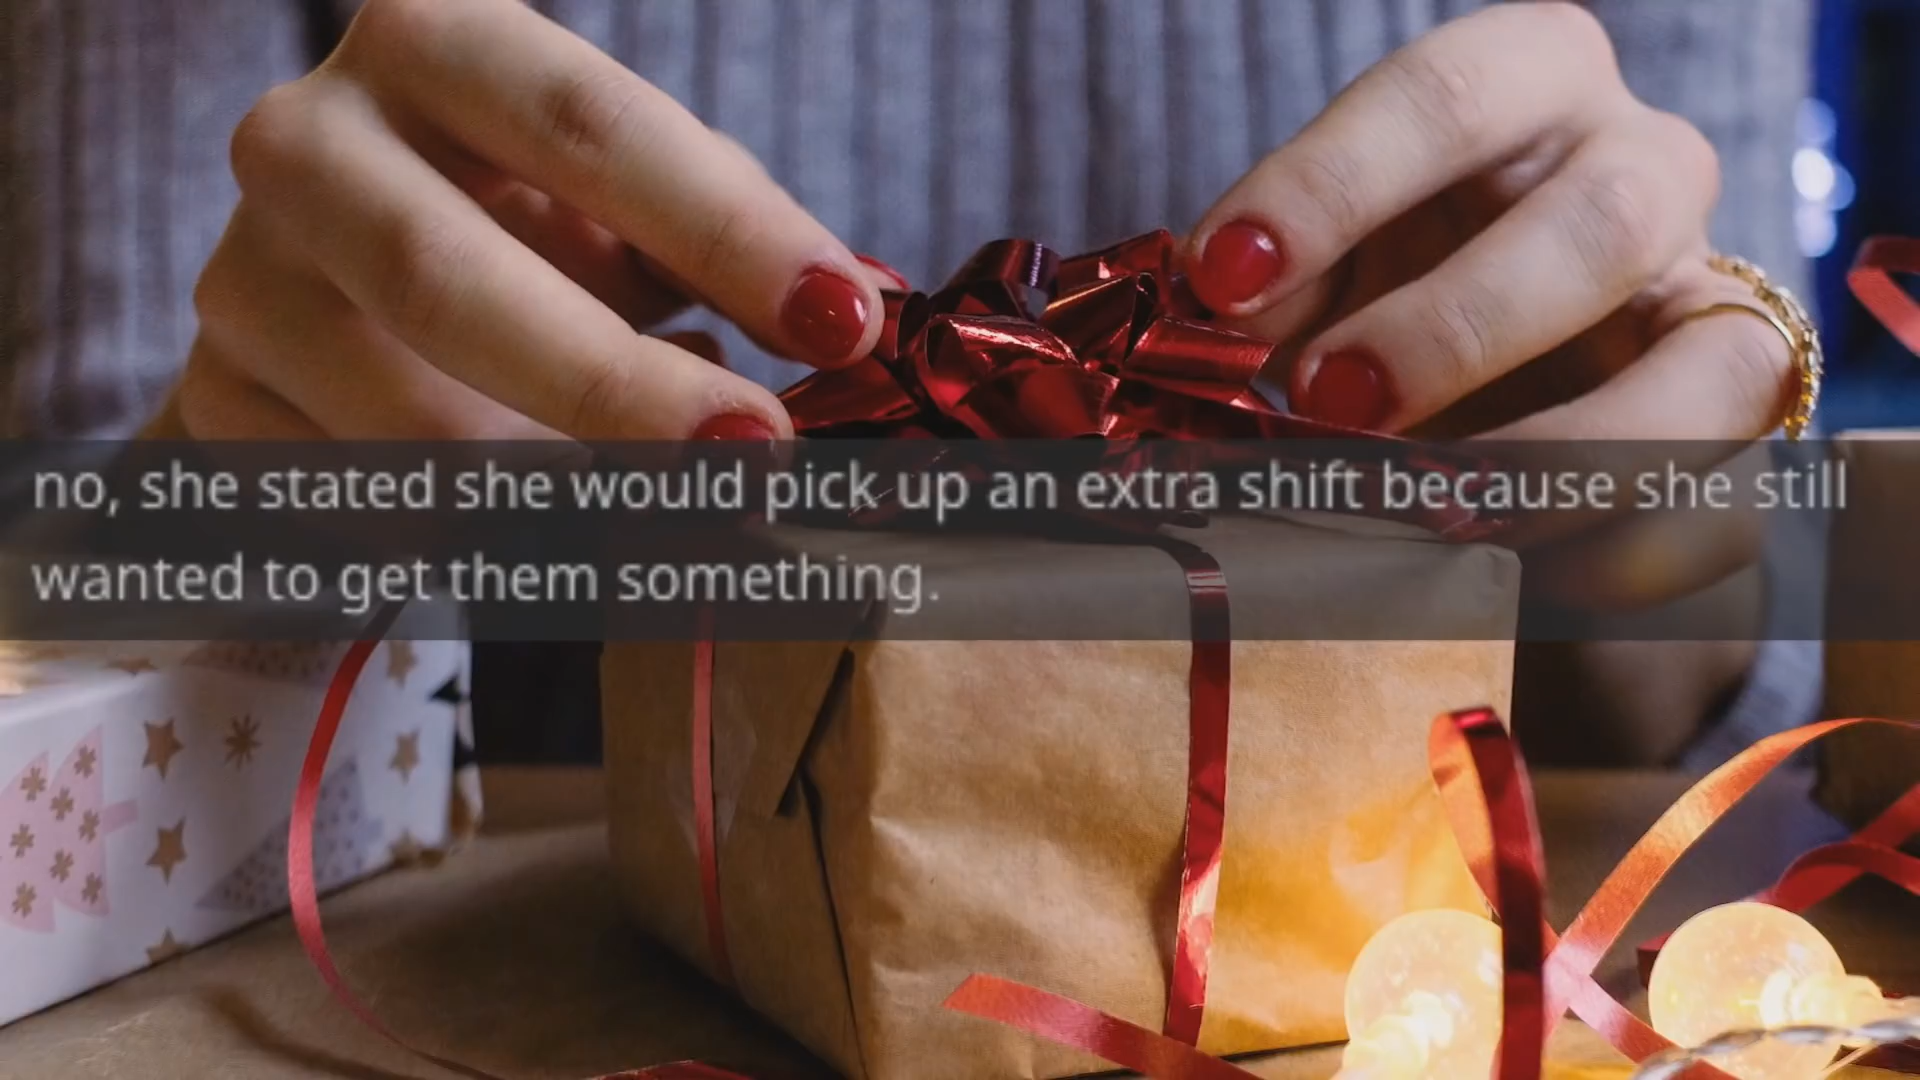 no, she stated she would pick up an extra shift because she still
wanted to get them something.